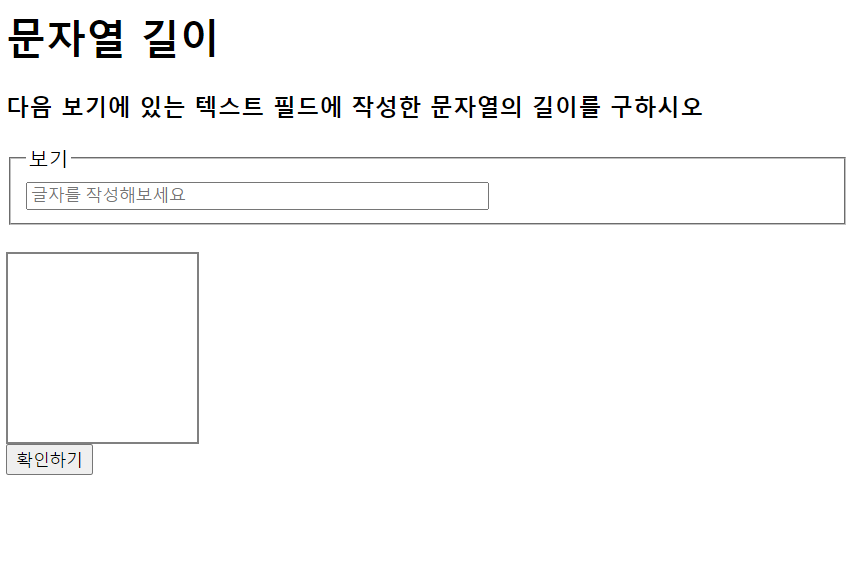 문자열 길이
다음 보기에 있는 텍스트 필드에 작성한 문자열의 길이를 구하시오
보기
글자를 작성해보세요
확인하기